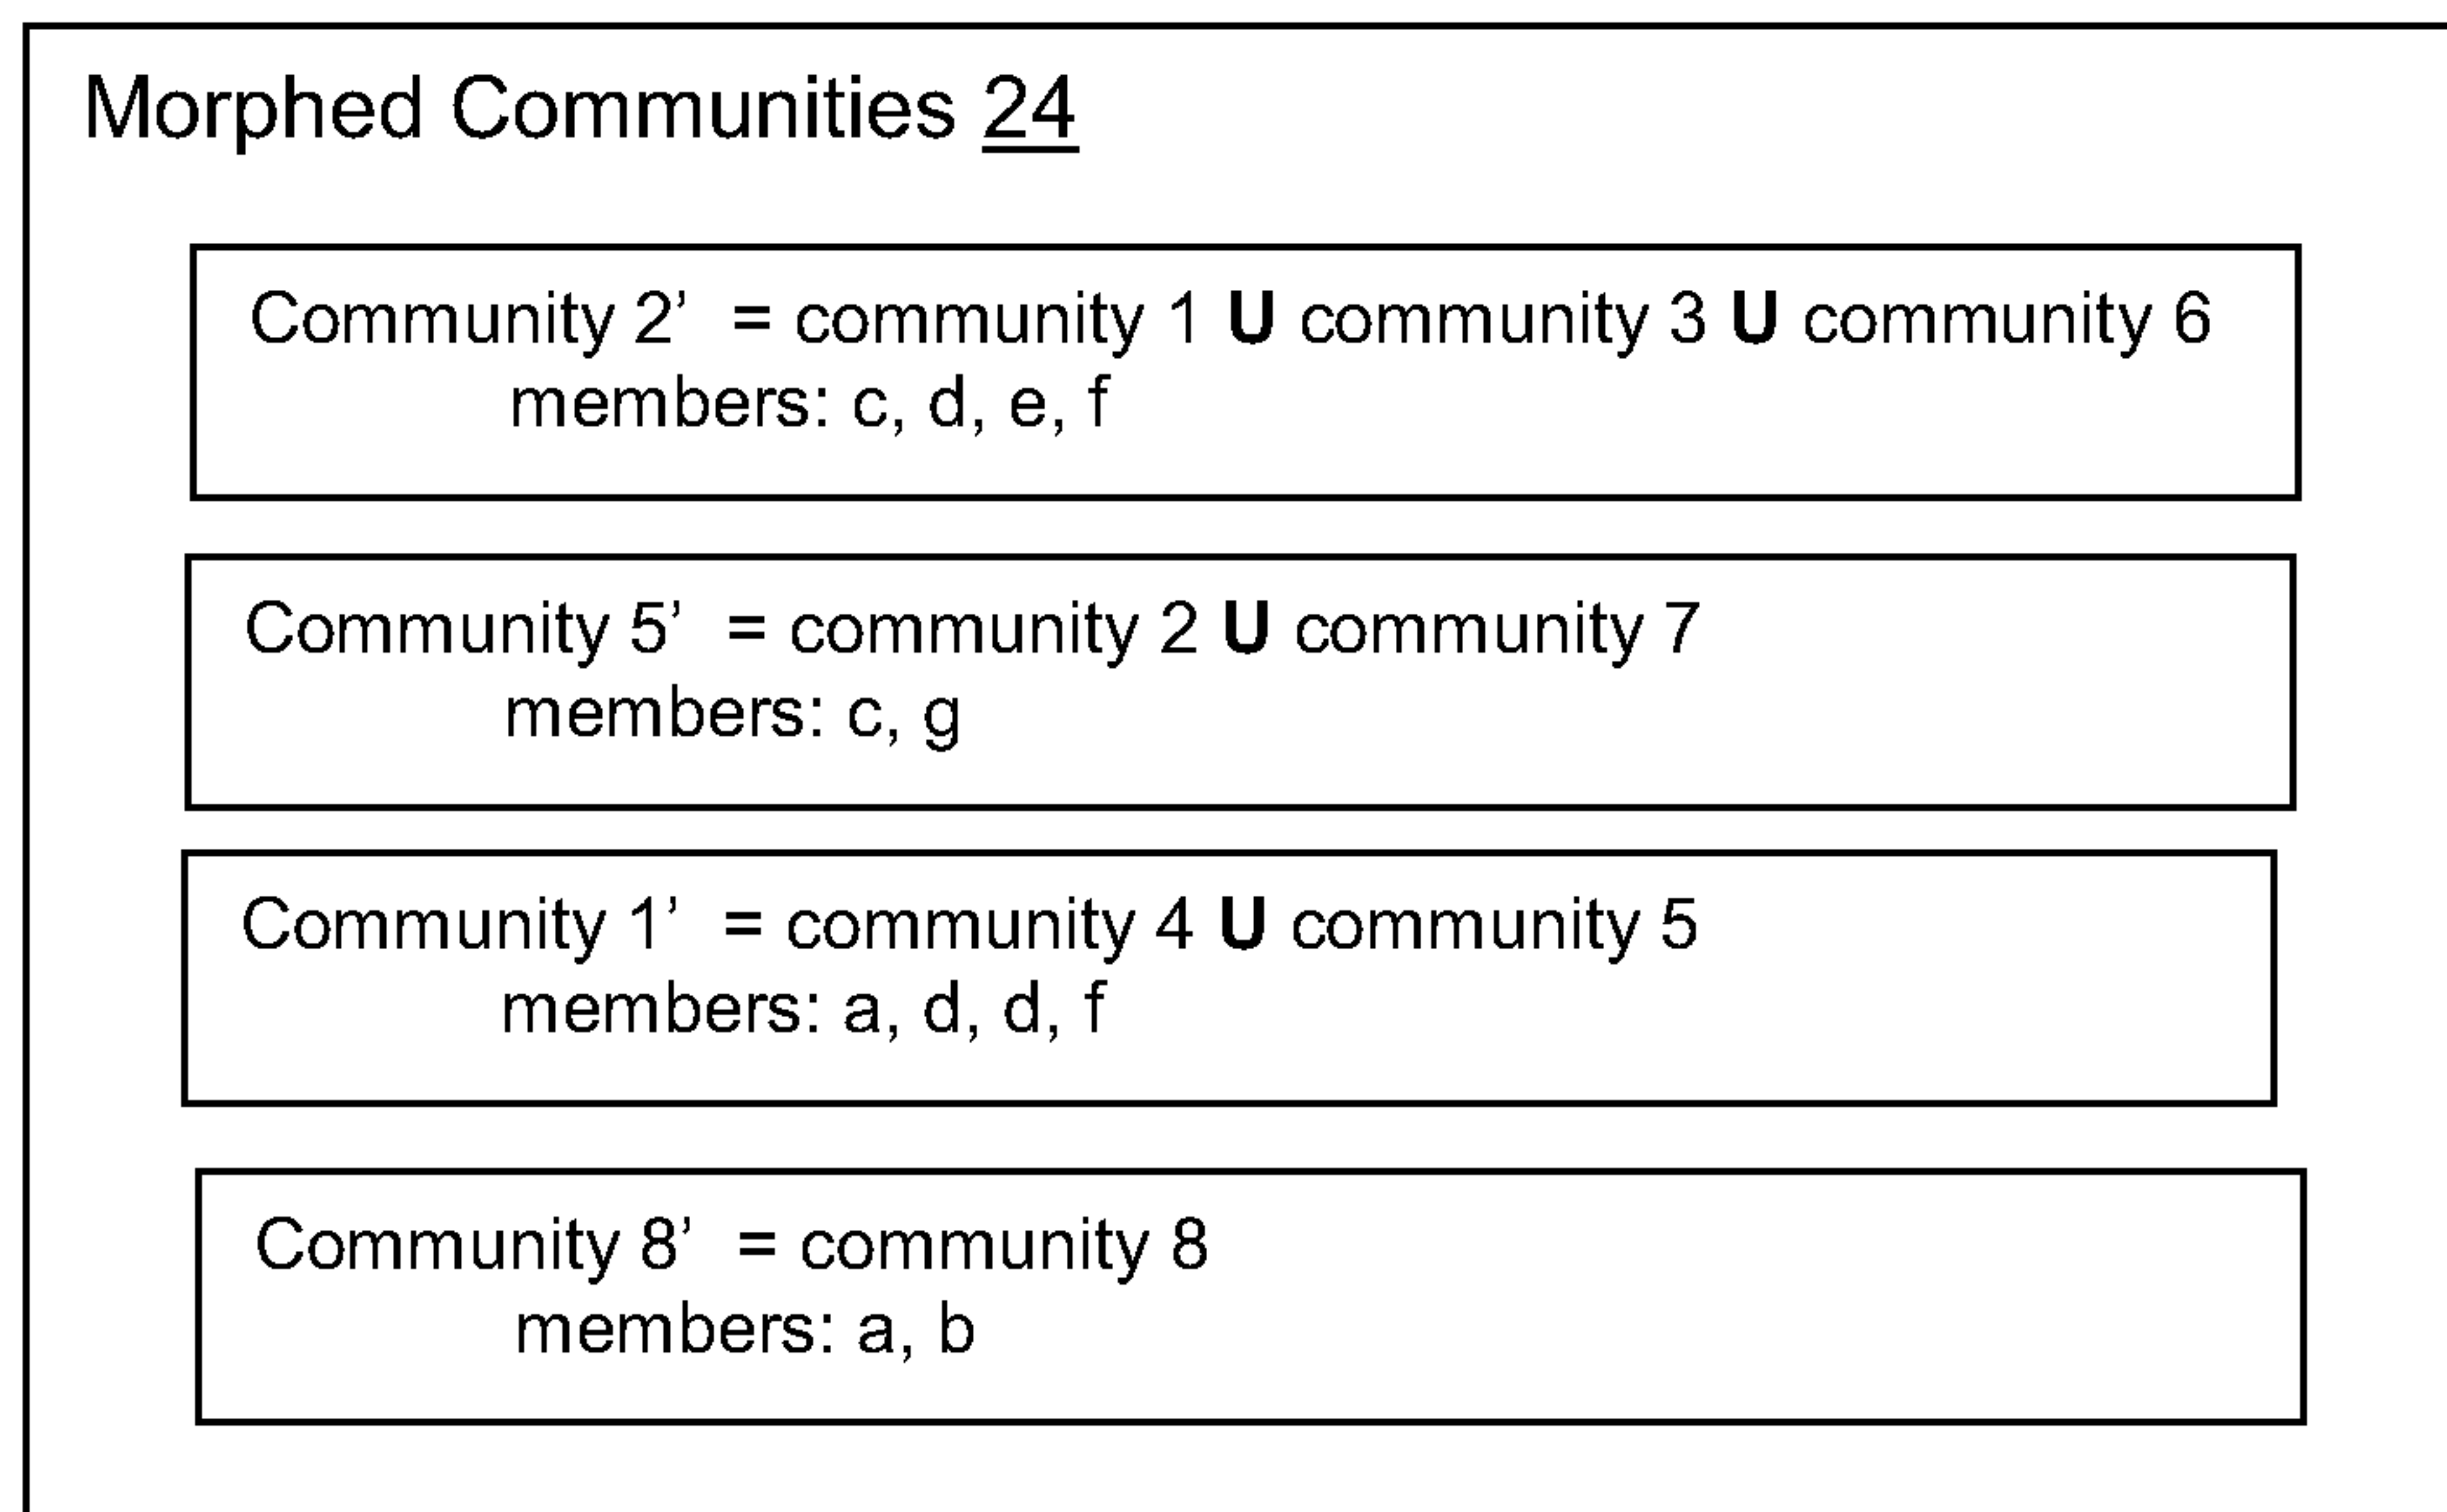 Morphed Communities 24
Community 2’ = community 1 U community 3 U community 6
members: c, d, e, f
Community 5’ = community 2 U community 7
members: c, g
Community 1’ = community 4 U community 5
members: a, d, d, f
Community 8’ = community 8
members: a, b